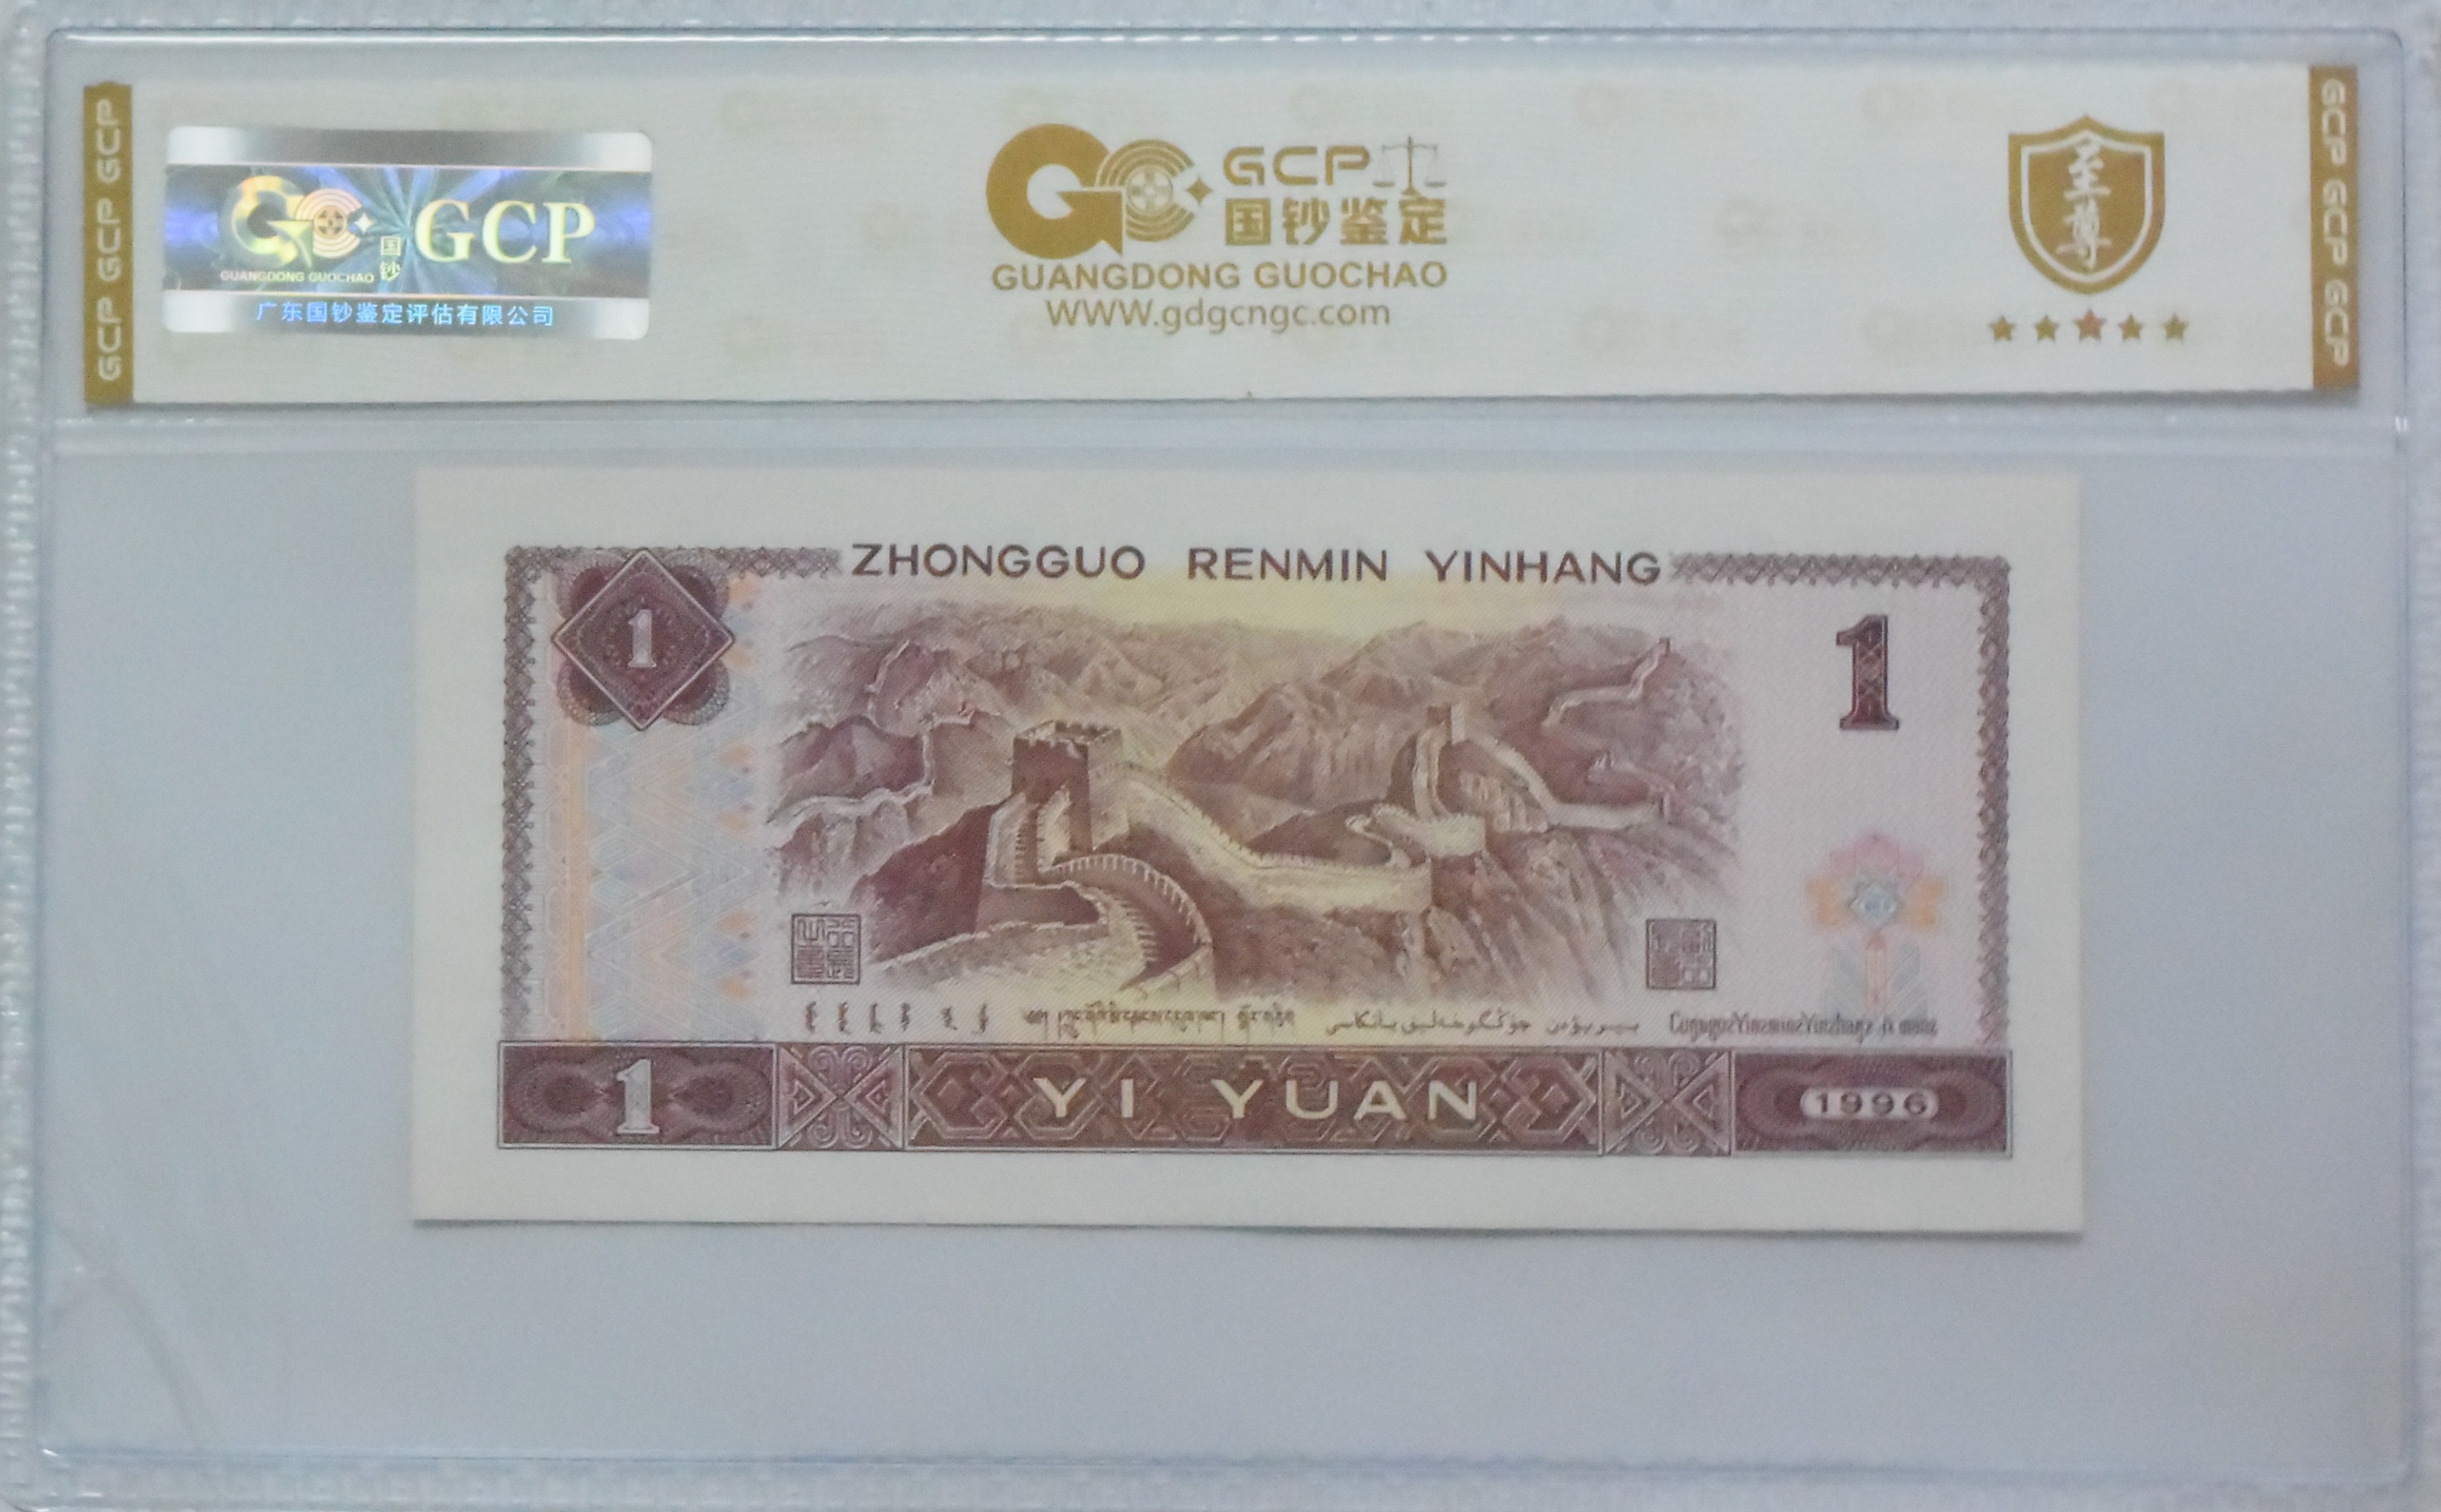 GCP GCP GCP
国钞
GCP
GUANGDONG GUOCHAO
广东国钞鉴定评估有限公司
GCP
国钞鉴定
GUANGDONG GUOCHAO
WWW.gdgcngc.com
至尊
GCP GCP GCP
ZHONGGUO RENMIN YINHANG
1
1
1
YI YUAN
1996